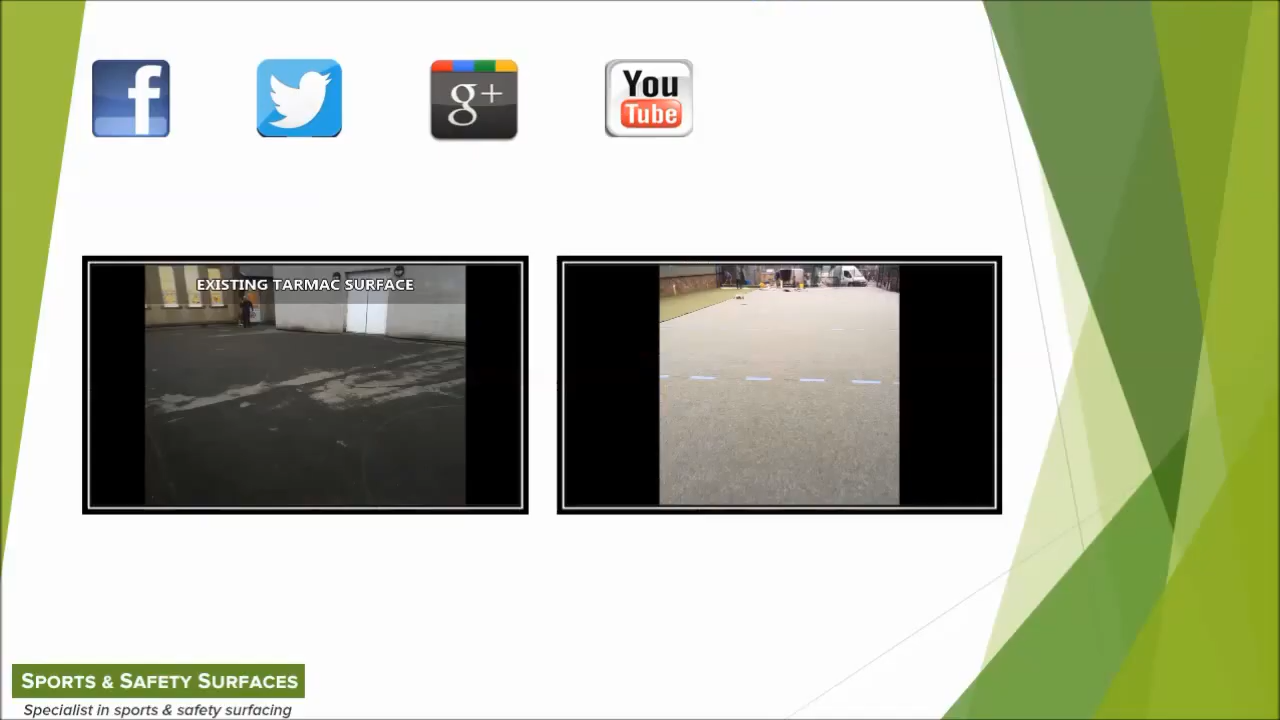 f
g+
You
Tube
EXISTING TARMAC SURFACE
SPORTS & SAFETY SURFACES
Specialist in sports & safety surfacing